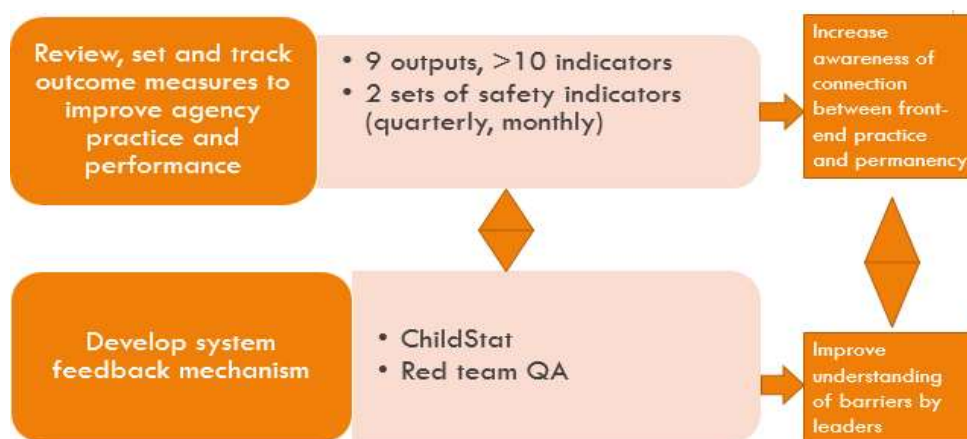 Review, set and track
outcome measures to
improve agency
practice and
performance
• 9 outputs, >10 indicators
• 2 sets of safety indicators
(quarterly, monthly)
Increase
awareness of
connection
between front-
end practice
and permanency
Develop system
feedback mechanism
• ChildStat
• Red team QA
Improve
understanding
of barriers by
leaders